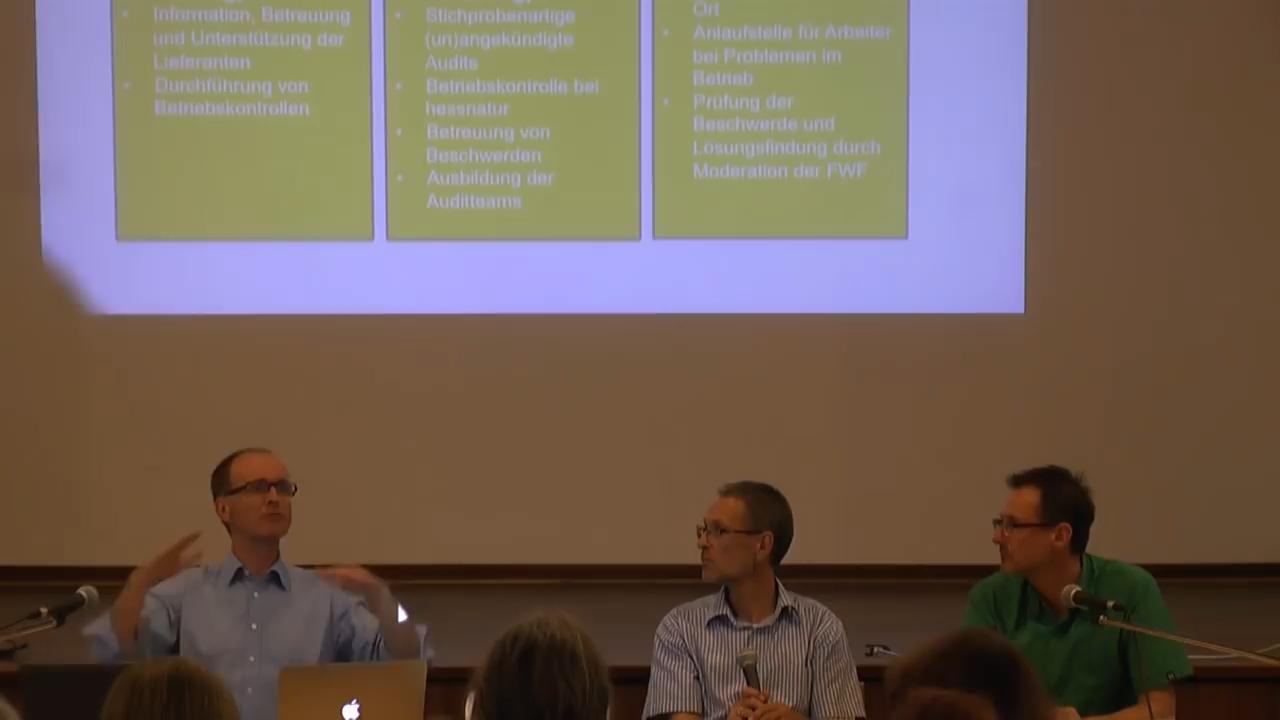 • Information, Betreuung
und Unterstützung der
Lieferanten
• Durchführung von
Betriebskontrollen
• Stichprobenartige
(un)angekündigte
Audits
• Betriebskontrolle bei
hessnatur
• Betreuung von
Beschwerden
• Ausbildung der
Auditteams
Ort
• Anlaufstelle für Arbeiter
bei Problemen im
Betrieb
• Prüfung der
Beschwerde und
Lösungsfindung durch
Moderation der FWF